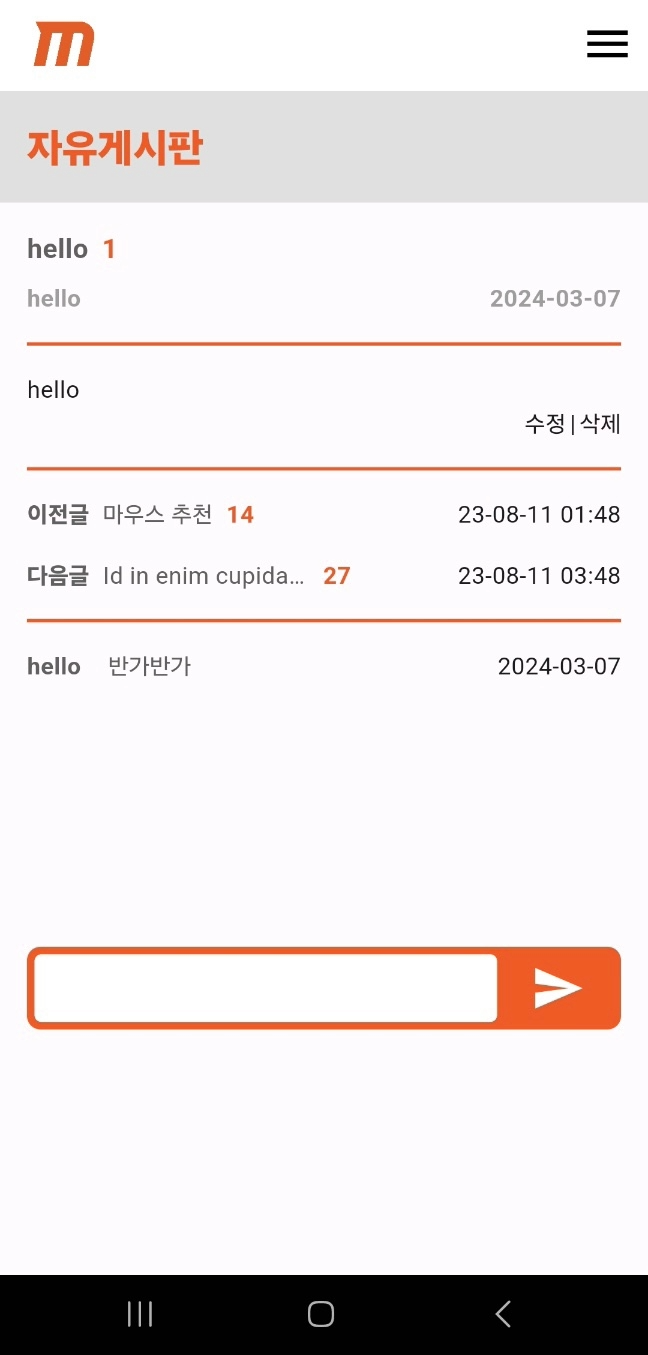 m
자유게시판
hello 1
hello 2024-03-07
hello
수정 | 삭제
이전글 마우스 추천 14 23-08-11 01:48
다음글 Id in enim cupida... 27 23-08-11 03:48
hello 반가반가 2024-03-07